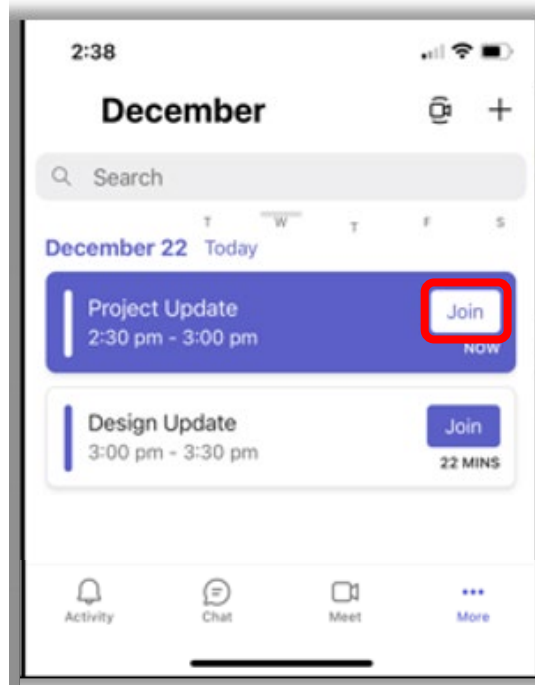 2:38
December
Search
T W T F S
December 22 Today
Project Update
Join
2:30 pm - 3:00 pm
NOW
Design Update
Join
3:00 pm - 3:30 pm
22 MINS
Activity Chat Meet More